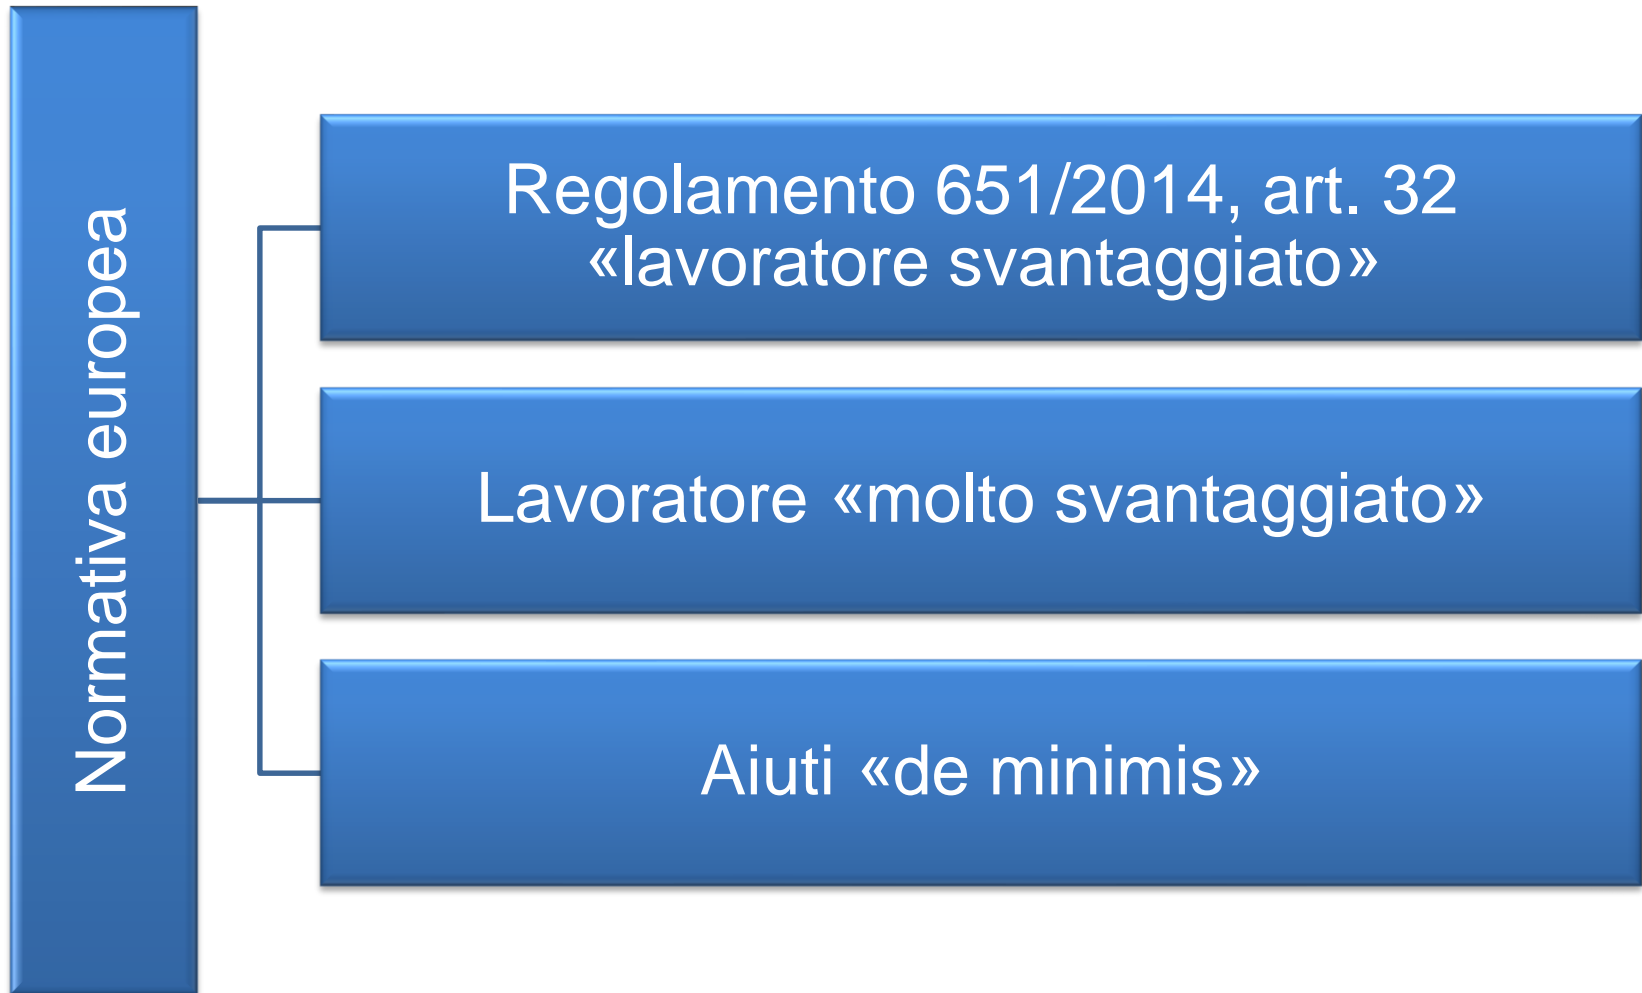 Normativa europea
Regolamento 651/2014, art. 32
«lavoratore svantaggiato»
Lavoratore «molto svantaggiato»
Aiuti «de minimis»